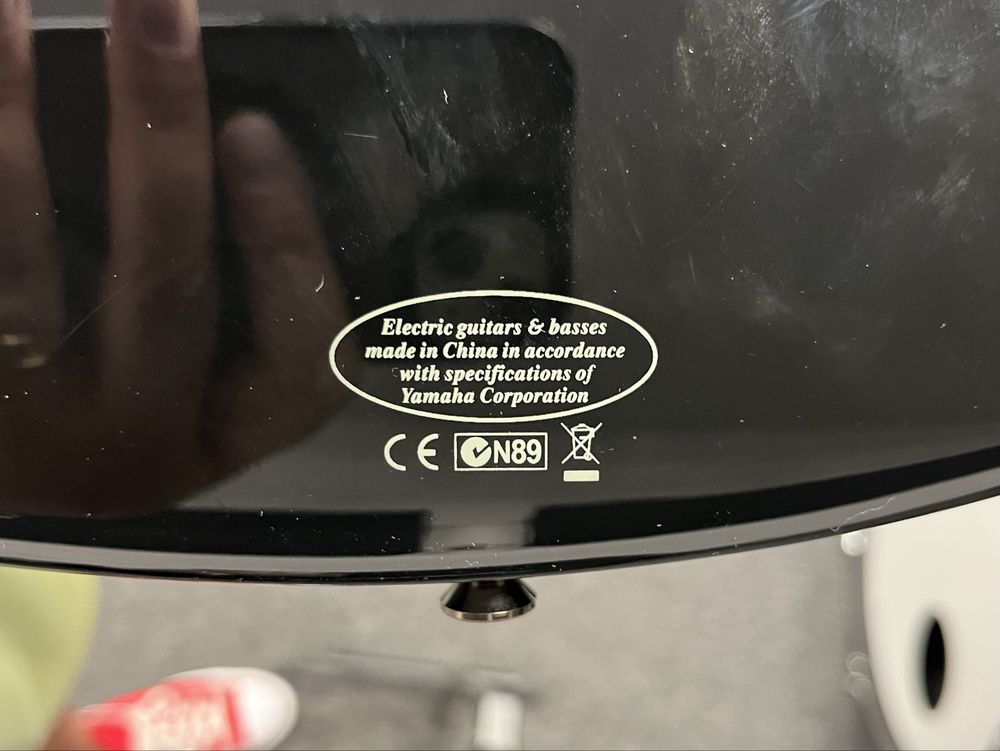 Electric guitars & basses
made in China in accordance
with specifications of
Yamaha Corporation
CE N89